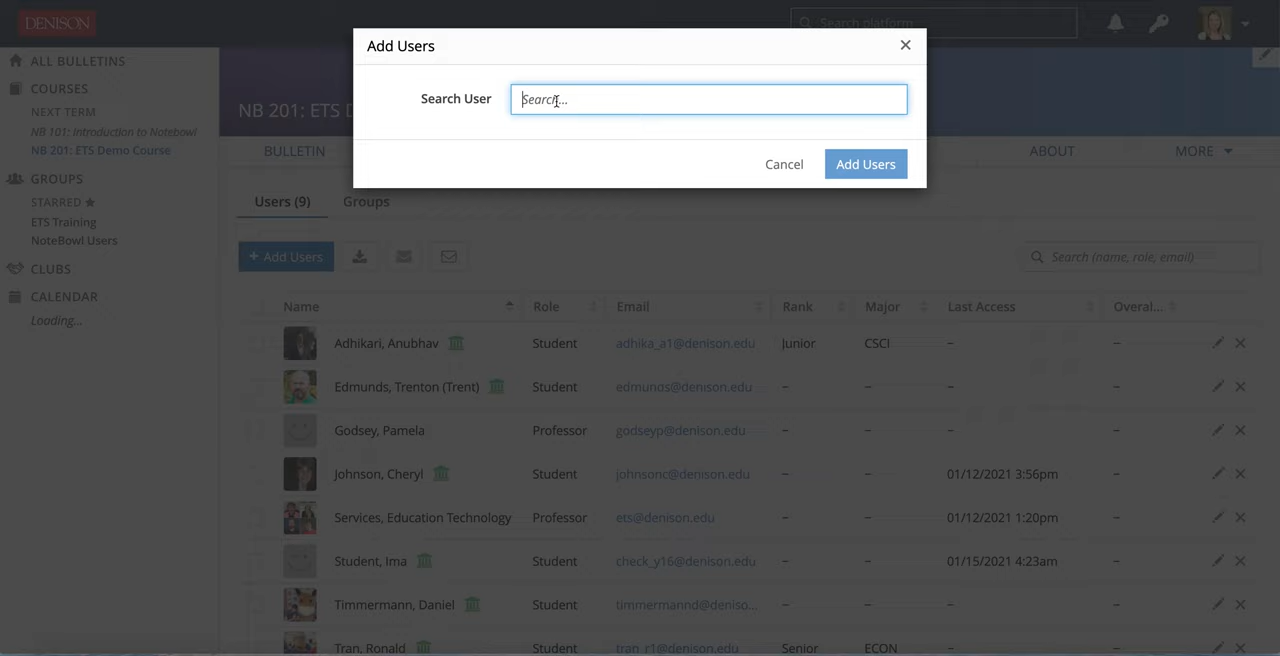 DENISON
Search platform
Add Users
Search User
Search...
Cancel
Add Users
ALL BULLETINS
COURSES
NEXT TERM
NB 101: Introduction to Notebowl
NB 201: ETS Demo Course
GROUPS
STARRED
ETS Training
NoteBowl Users
CLUBS
CALENDAR
Loading...
NB 201: ETS
BULLETIN
ABOUT
MORE
Users (9)
Groups
+ Add Users
Search (name, role, email)
Name Role Email Rank Major Last Access Overal...
Adhikari, Anubhav Student adhika_a1@denison.edu Junior CSCI – –
Edmunds, Trenton (Trent) Student edmunds@denison.edu – – – –
Godsey, Pamela Professor godseyp@denison.edu – – – –
Johnson, Cheryl Student johnsonc@denison.edu – – 01/12/2021 3:56pm –
Services, Education Technology Professor ets@denison.edu – – 01/12/2021 1:20pm –
Student, Ima Student check_y16@denison.edu – – 01/15/2021 4:23am –
Timmermann, Daniel Student timmermannd@deniso... – – – –
Tran, Ronald Student tran_r1@denison.edu Senior ECON – –